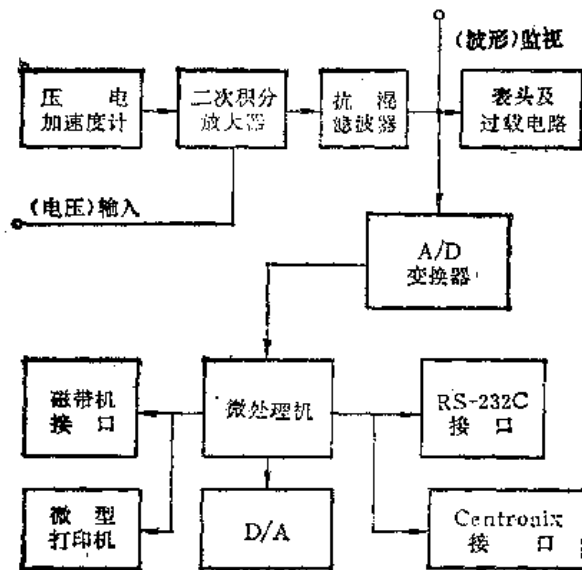 (波形)监视
压 电
加速度计
二次积分
放大器
抗 混
滤波器
表头及
过载电路
(电压)输入
A/D
变换器
磁带机
接 口
微处理机
RS-232C
接 口
微 型
打印机
D/A
Centronix
接 口